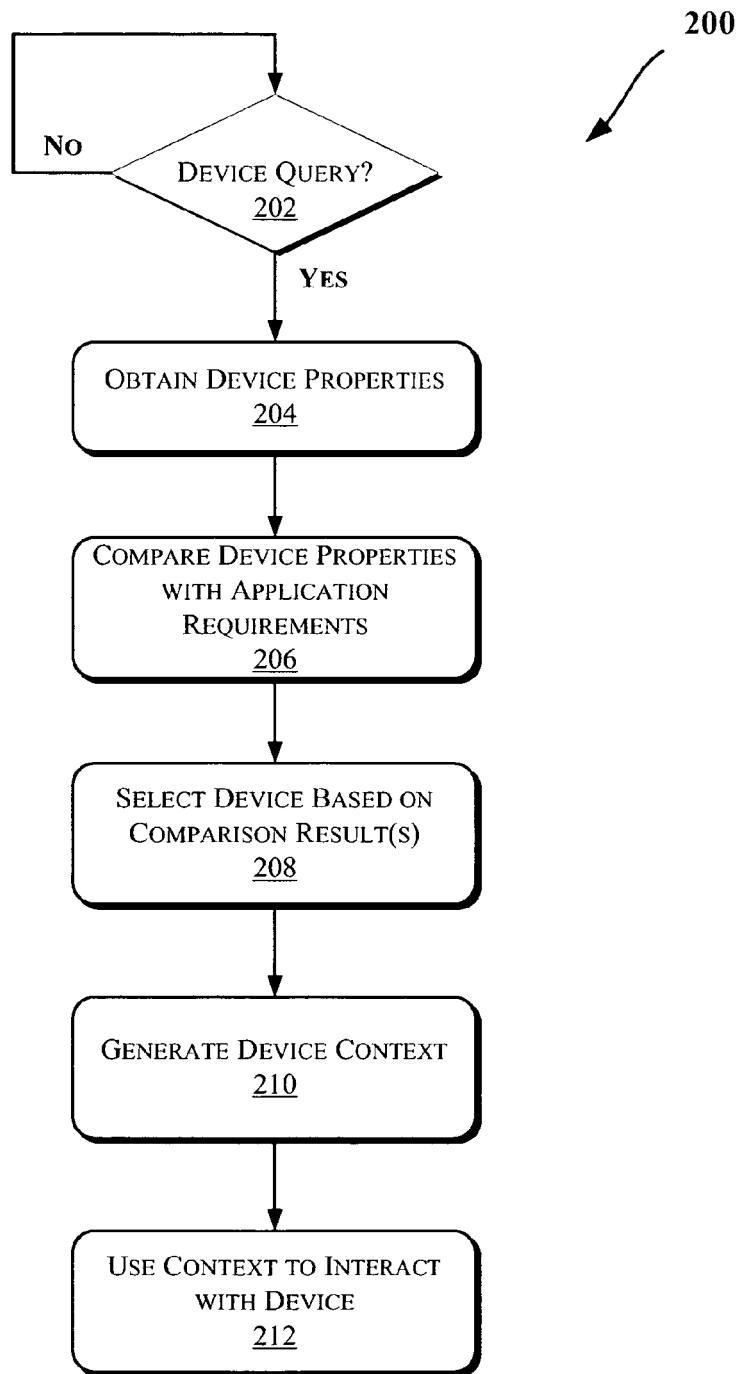 200
NO
DEVICE QUERY?
202
YES
OBTAIN DEVICE PROPERTIES
204
COMPARE DEVICE PROPERTIES
WITH APPLICATION
REQUIREMENTS
206
SELECT DEVICE BASED ON
COMPARISON RESULT(S)
208
GENERATE DEVICE CONTEXT
210
USE CONTEXT TO INTERACT
WITH DEVICE
212